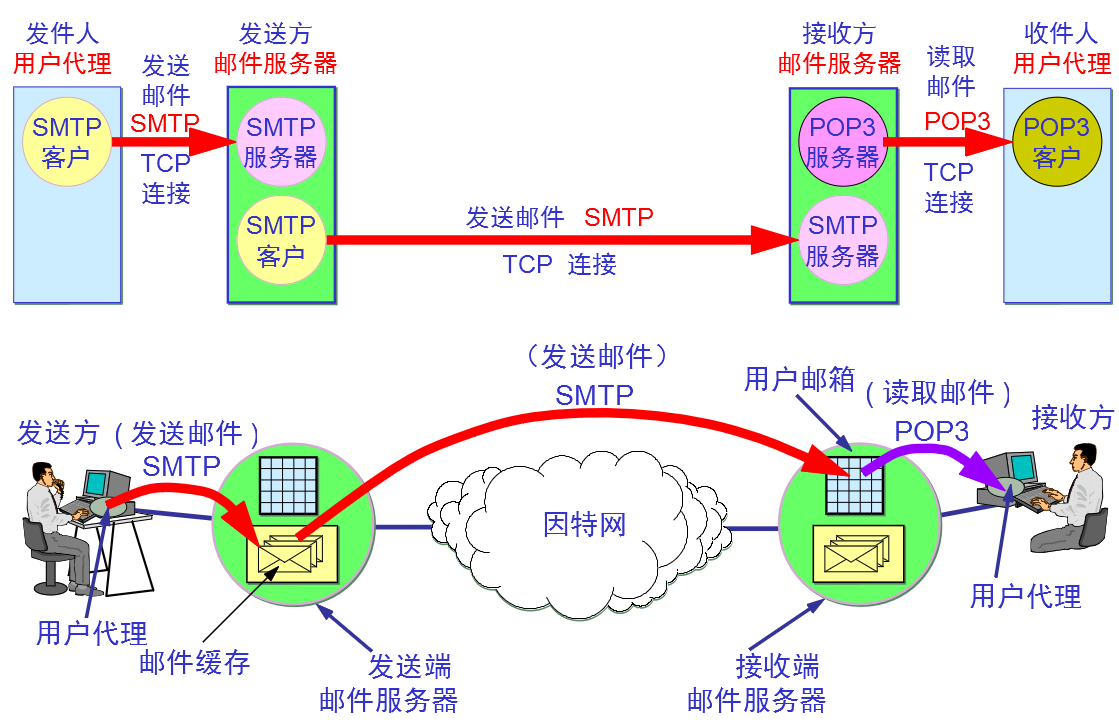 发件人
用户代理
发送方
邮件服务器
接收方
邮件服务器
收件人
用户代理
发送
邮件
SMTP
TCP
连接
读取
邮件
POP3
TCP
连接
SMTP
客户
SMTP
服务器
SMTP
客户
POP3
服务器
SMTP
服务器
POP3
客户
发送邮件 SMTP
TCP 连接
(发送邮件)
SMTP
用户邮箱
(读取邮件)
POP3
接收方
发送方
(发送邮件)
SMTP
因特网
用户代理
邮件缓存
发送端
邮件服务器
接收端
邮件服务器
用户代理